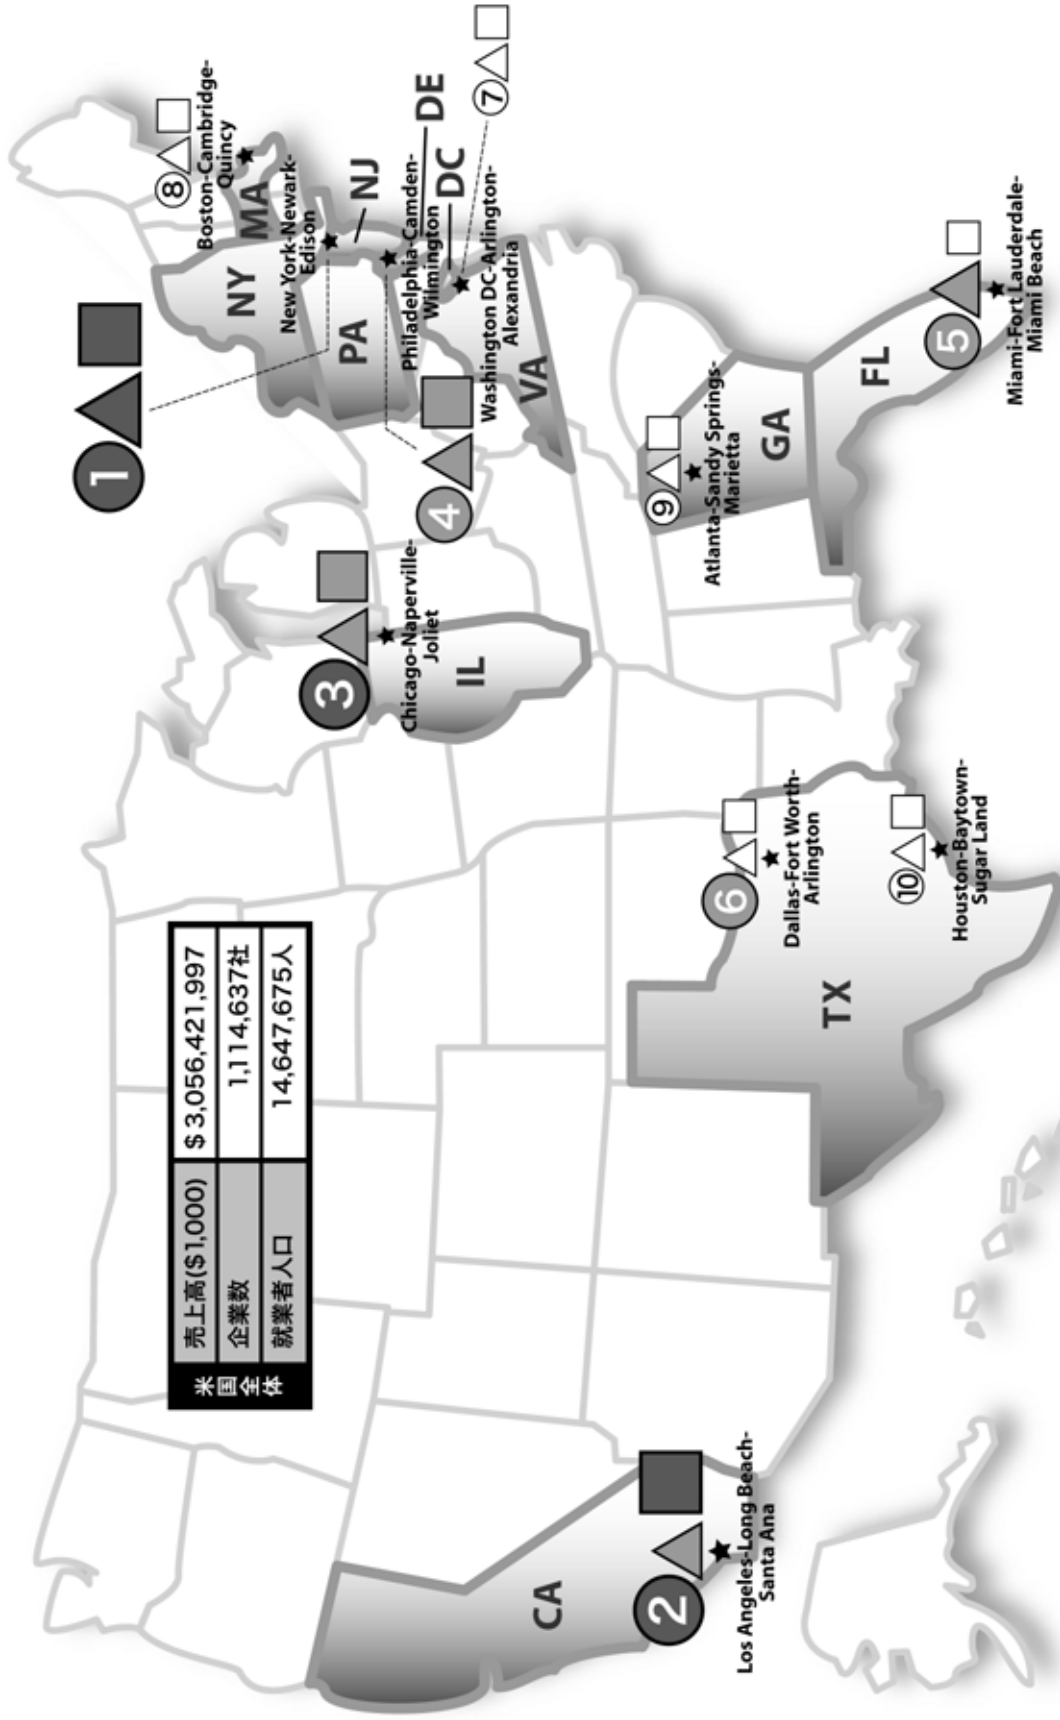 米国全体
売上高($1,000) $3,056,421,997
企業数 1,114,637社
就業者人口 14,647,675人
1
NY
MA
8
Boston-Cambridge-
Quincy
New York-Newark-
Edison
PA
NJ
DE
DC
7
Philadelphia-Camden-
Wilmington
4
Washington DC-Arlington-
Alexandria
VA
3
Chicago-Naperville-
Joliet
IL
CA
2
Los Angeles-Long Beach-
Santa Ana
TX
6
Dallas-Fort Worth-
Arlington
10
Houston-Baytown-
Sugar Land
9
Atlanta-Sandy Springs-
Marietta
GA
FL
5
Miami-Fort Lauderdale-
Miami Beach